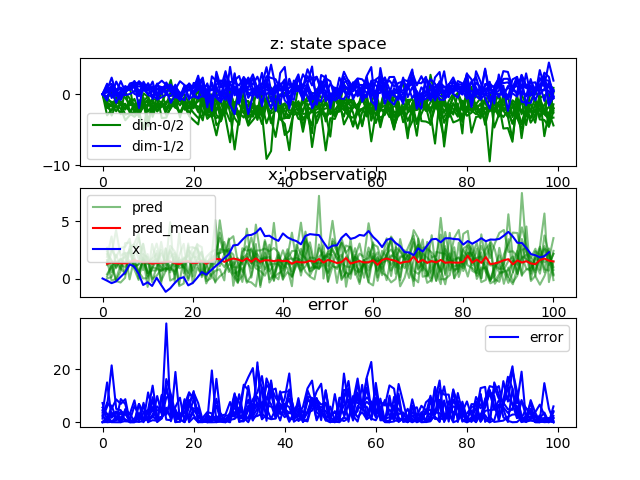 z: state space
0
−10
dim-0/2
dim-1/2
0 20 40 60 80 100
x: observation
5
0
pred
pred_mean
x
0 20 40 60 80 100
error
20
0
error
0 20 40 60 80 100